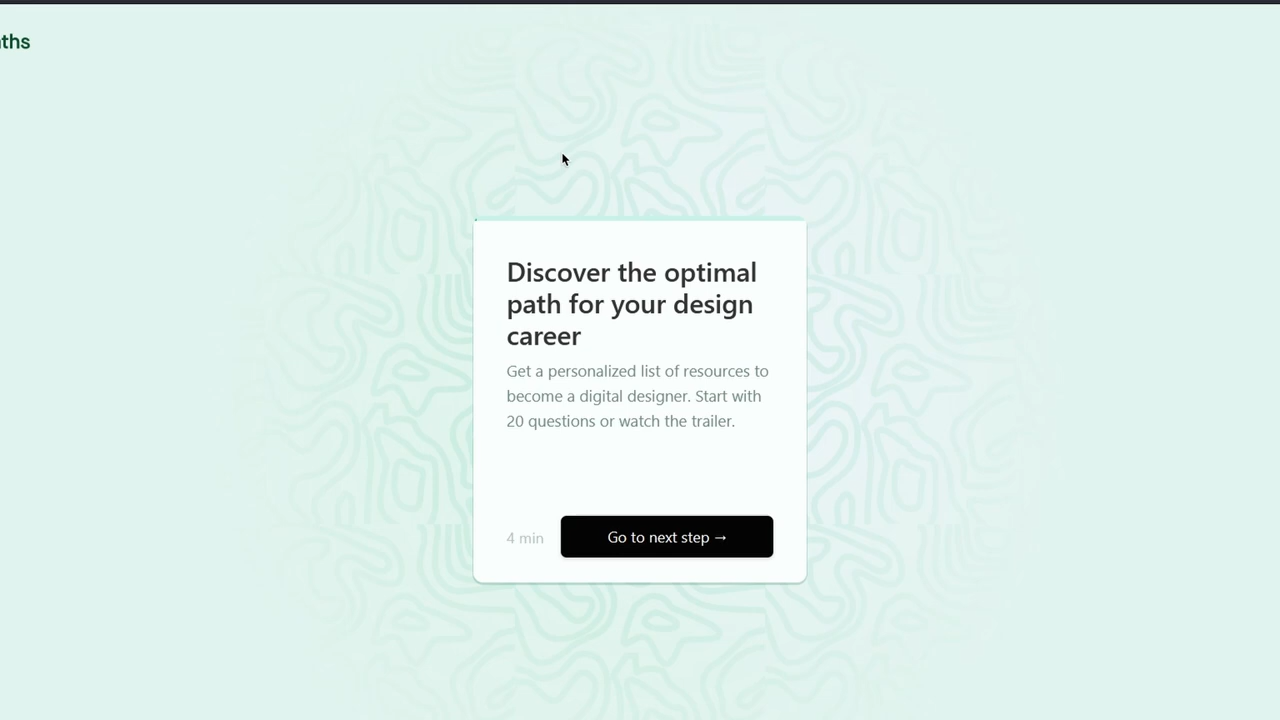 Discover the optimal
path for your design
career
Get a personalized list of resources to
become a digital designer. Start with
20 questions or watch the trailer.
4 min
Go to next step →